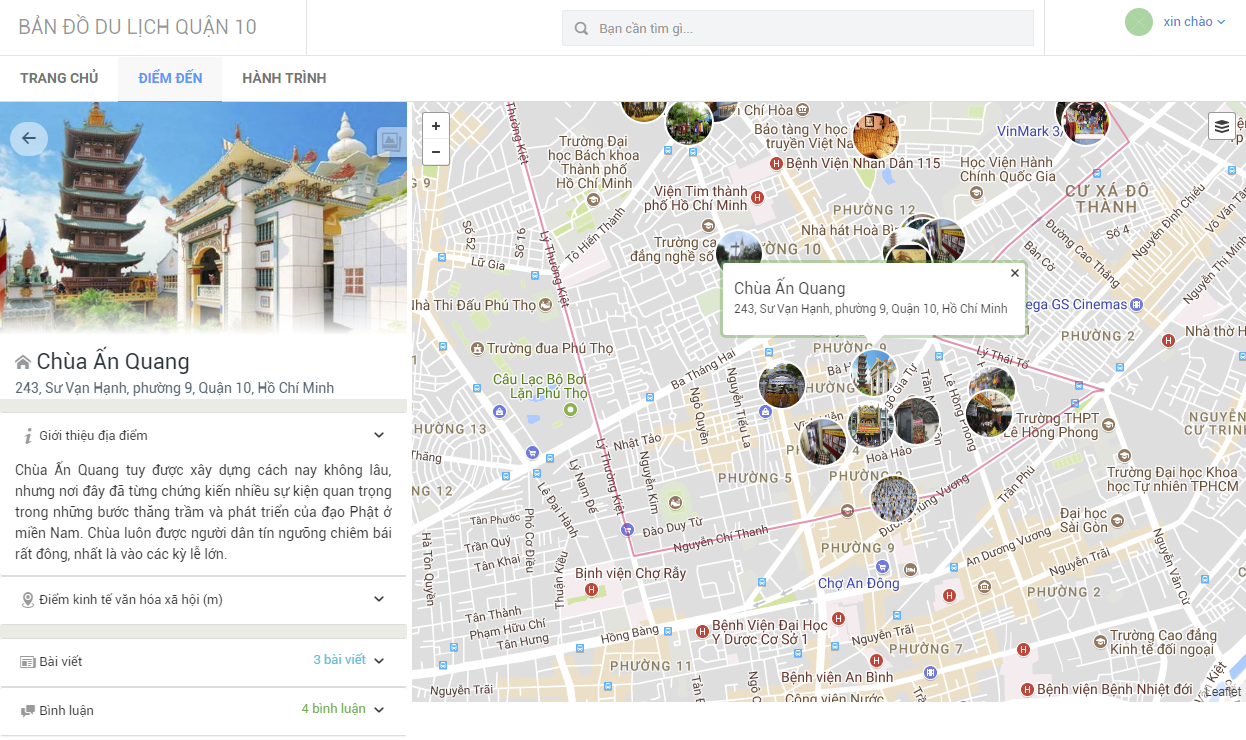 BẢN ĐỒ DU LỊCH QUẬN 10
Bạn cần tìm gì...
xin chào
TRANG CHỦ
ĐIỂM ĐẾN
HÀNH TRÌNH
Chùa Ấn Quang
243, Sư Vạn Hạnh, phường 9, Quận 10, Hồ Chí Minh
Giới thiệu địa điểm
Chùa Ấn Quang tuy được xây dựng cách nay không lâu,
nhưng nơi đây đã từng chứng kiến nhiều sự kiện quan trọng
trong những bước thăng trầm và phát triển của đạo Phật ở
miền Nam. Chùa luôn được người dân tín ngưỡng chiêm bái
rất đông, nhất là vào các kỳ lễ lớn.
Điểm kinh tế văn hóa xã hội (m)
Bài viết
3 bài viết
Bình luận
4 bình luận
+
−
Chí Hòa
Lý Thường Kiệt
Trường Đại
học Bách khoa
Thành phố
Hồ Chí Minh
Bảo tàng Y học
truyền Việt Na
VinMark 3/
Bệnh viện Nhân Dân 115
Học Viện Hành
Chính Quốc Gia
Viện Tim thành
phố Hồ Chí Minh
CƯ XÁ ĐÔ
THÀNH
PHƯỜNG 12
Nhà hát Hoà Bì
Trường ca
đẳng nghề số
ƯỜNG 10
Tô Hiến Thành
Số 52
Số 16
Lữ Gia
Lý Thường Kiệt
Số 4
Bản Cờ
Đường Cao Thắng
Nguyễn Đình Chiểu
Võ Văn Tần
Nguyễn Thị Minh
Chùa Ấn Quang
243, Sư Vạn Hạnh, phường 9, Quận 10, Hồ Chí Minh
ega GS Cinemas
Nhà Thi Đấu Phú Thọ
PHƯỜNG 2
Nhà thờ H
Trường đua Phú Thọ
PHƯỜNG 9
Lý Thái Tổ
Ba Tháng Hai
Câu Lạc Bộ Bơi
Lặn Phú Thọ
Nguyễn Tiểu La
Ngô Quyền
Ngô Gia Tự
Lê Hồng Phong
Trường THPT
Lê Hồng Phong
NGUYỄN
CƯ TRINH
PHƯỜNG 13
Nhật Tảo
Hoà Hảo
Lý Thường Kiệt
Nguyễn Kim
Lý Nam Đế
Lê Đại Hành
PHƯỜNG 5
Trường Đại học Khoa
học Tự nhiên TPHCM
Trần Phú
Hùng Vương
Tân Phước
Phó Cơ Điều
Đào Duy Từ
Nguyễn Chí Thanh
Đại học
Sài Gòn
Hà Tôn Quyền
Trần Quý
Tân Khai
Thuận Kiều
PHƯỜNG 9
An Dương Vương
Nguyễn Trãi
Nguyễn Văn Cừ
Bịnh viện Chợ Rẫy
Chợ An Đông
PHƯỜNG 2
Tân Thành
Phạm Hữu Chí
Tân Hưng
Hồng Bàng
Bệnh Viện Đại Học
Y Dược Cơ Sở 1
Nguyễn Trãi
PHƯỜNG 7
Trường Cao đẳng
Kinh tế đối ngoại
PHƯỜNG 11
Bệnh viện An Bình
Nguyễn Trãi
Bệnh viện Bệnh Nhiệt đới
Công viên Nước
Leaflet